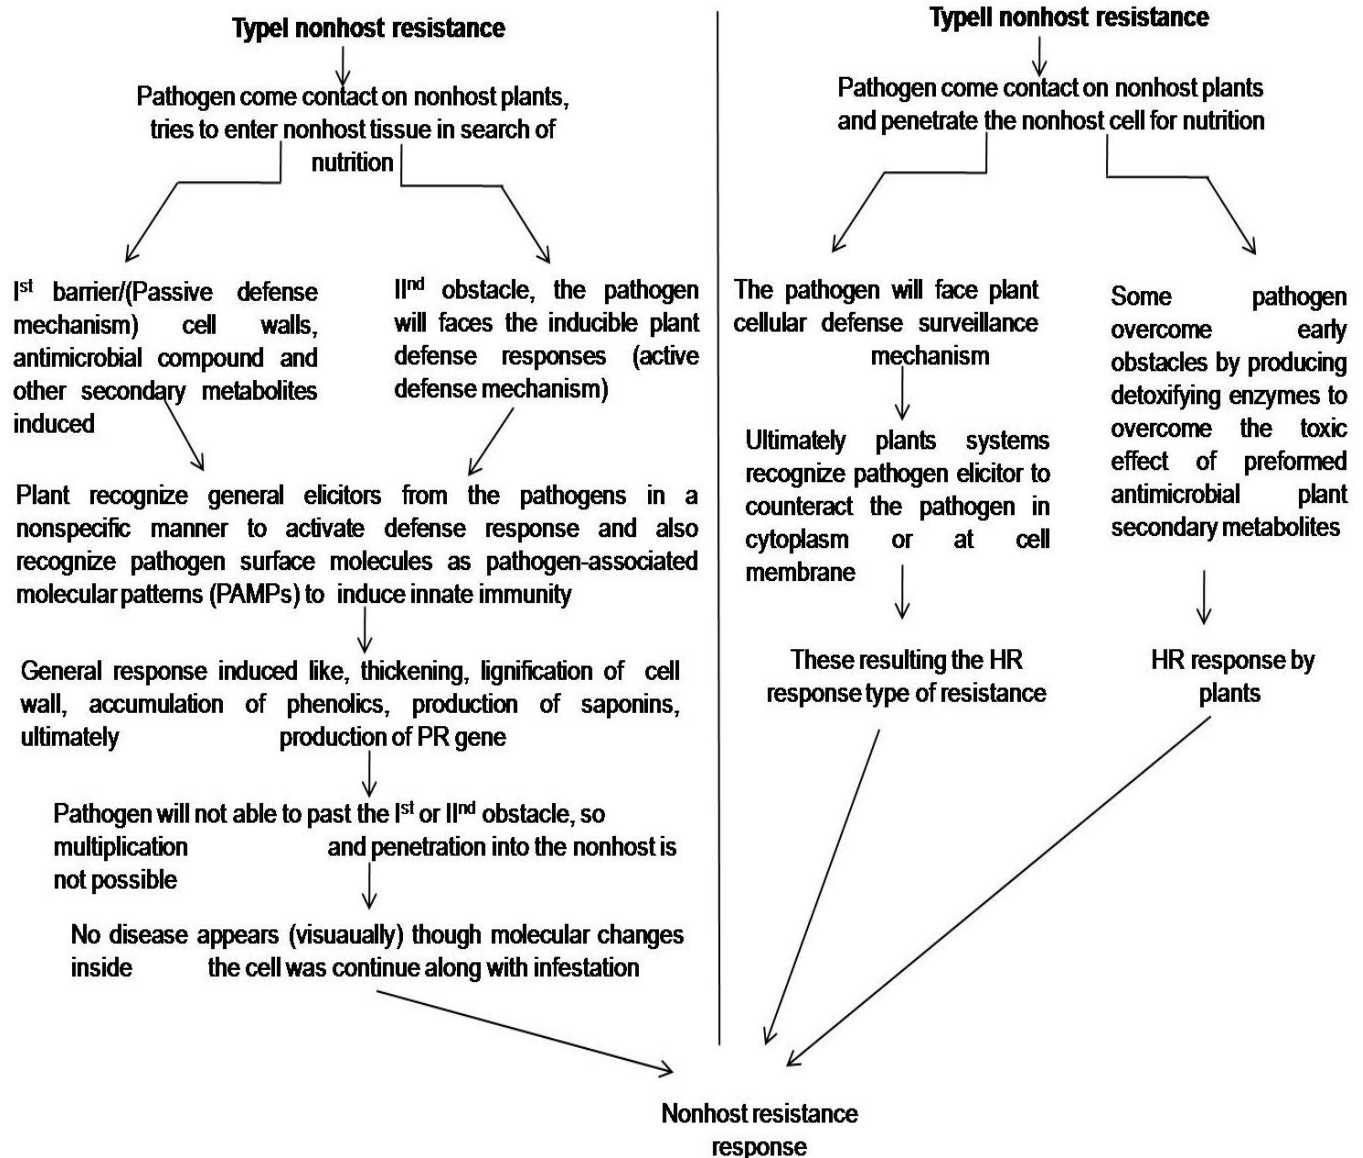 TypeI nonhost resistance
Pathogen come contact on nonhost plants,
tries to enter nonhost tissue in search of
nutrition
Ist barrier/(Passive defense
mechanism) cell walls,
antimicrobial compound and
other secondary metabolites
induced
IInd obstacle, the pathogen
will faces the inducible plant
defense responses (active
defense mechanism)
Plant recognize general elicitors from the pathogens in a
nonspecific manner to activate defense response and also
recognize pathogen surface molecules as pathogen-associated
molecular patterns (PAMPs) to induce innate immunity
General response induced like, thickening, lignification of cell
wall, accumulation of phenolics, production of saponins,
ultimately production of PR gene
Pathogen will not able to past the Ist or IInd obstacle, so
multiplication and penetration into the nonhost is
not possible
No disease appears (visuaually) though molecular changes
inside the cell was continue along with infestation
TypeII nonhost resistance
Pathogen come contact on nonhost plants
and penetrate the nonhost cell for nutrition
The pathogen will face plant
cellular defense surveillance
mechanism
Ultimately plants systems
recognize pathogen elicitor to
counteract the pathogen in
cytoplasm or at cell
membrane
These resulting the HR
response type of resistance
Some pathogen
overcome early
obstacles by producing
detoxifying enzymes to
overcome the toxic
effect of preformed
antimicrobial plant
secondary metabolites
HR response by
plants
Nonhost resistance
response